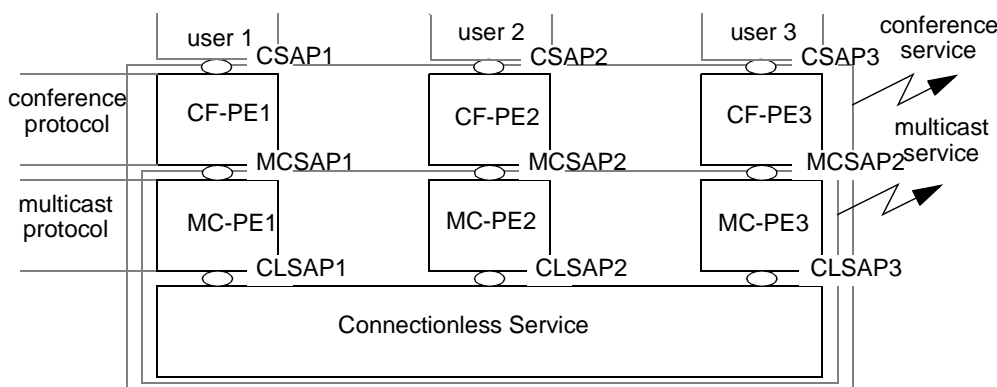 user 1
user 2
user 3
conference
service
CSAP1
CSAP2
CSAP3
conference
protocol
CF-PE1
CF-PE2
CF-PE3
multicast
service
MCSAP1
MCSAP2
MCSAP2
multicast
protocol
MC-PE1
MC-PE2
MC-PE3
CLSAP1
CLSAP2
CLSAP3
Connectionless Service